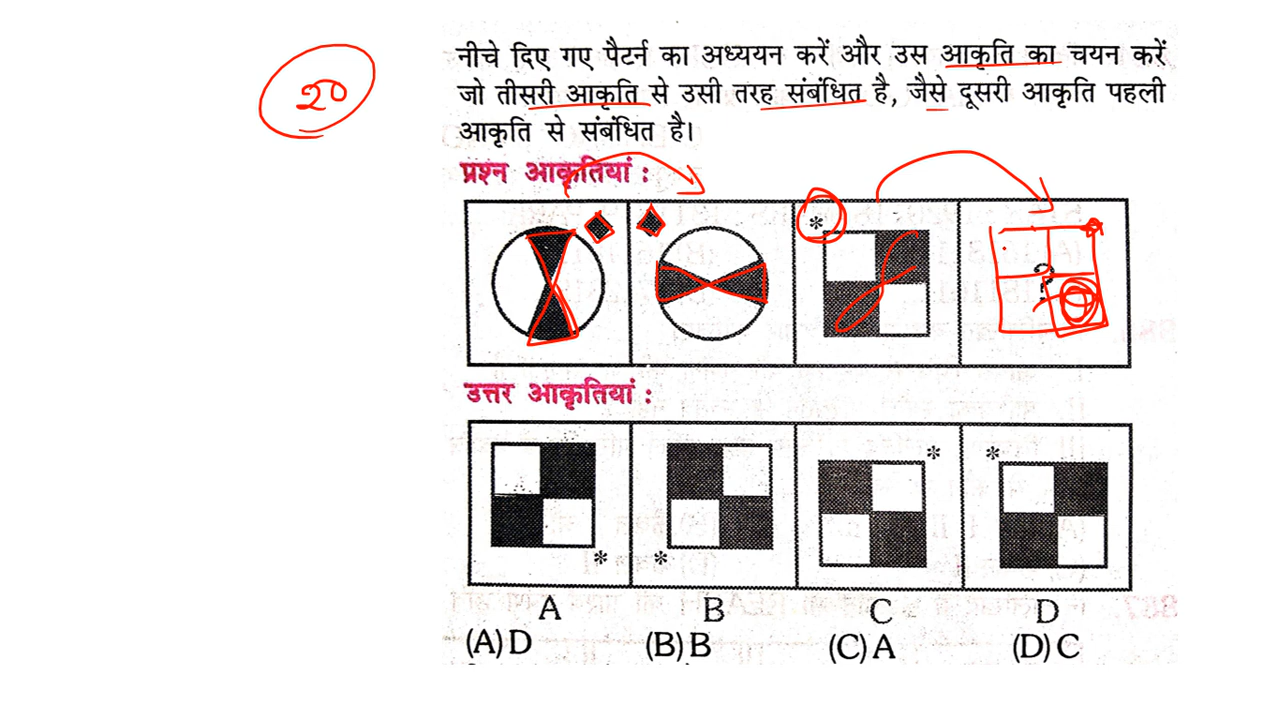 20
नीचे दिए गए पैटर्न का अध्ययन करें और उस आकृति का चयन करें
जो तीसरी आकृति से उसी तरह संबंधित है, जैसे दूसरी आकृति पहली
आकृति से संबंधित है।
प्रश्न आकृतियां :
* ?
उत्तर आकृतियां :
* *
* *
A B C D
(A) D (B) B (C) A (D) C